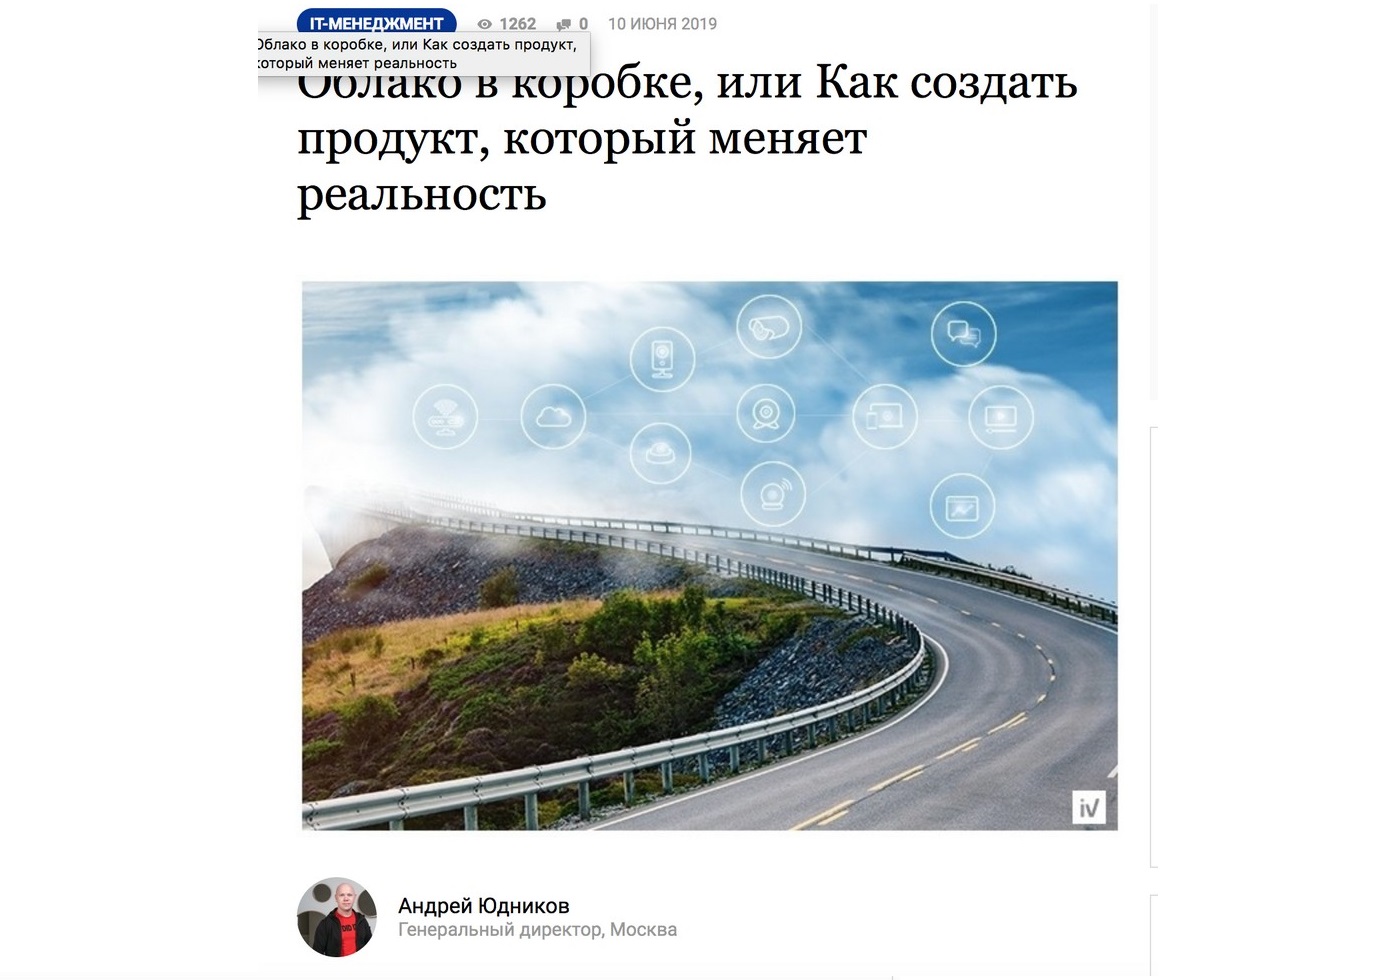 IT-МЕНЕДЖМЕНТ 1262 0 10 ИЮНЯ 2019
Облако в коробке, или Как создать продукт,
который меняет реальность
Облако в коробке, или Как создать
продукт, который меняет
реальность
iV
Андрей Юдников
Генеральный директор, Москва